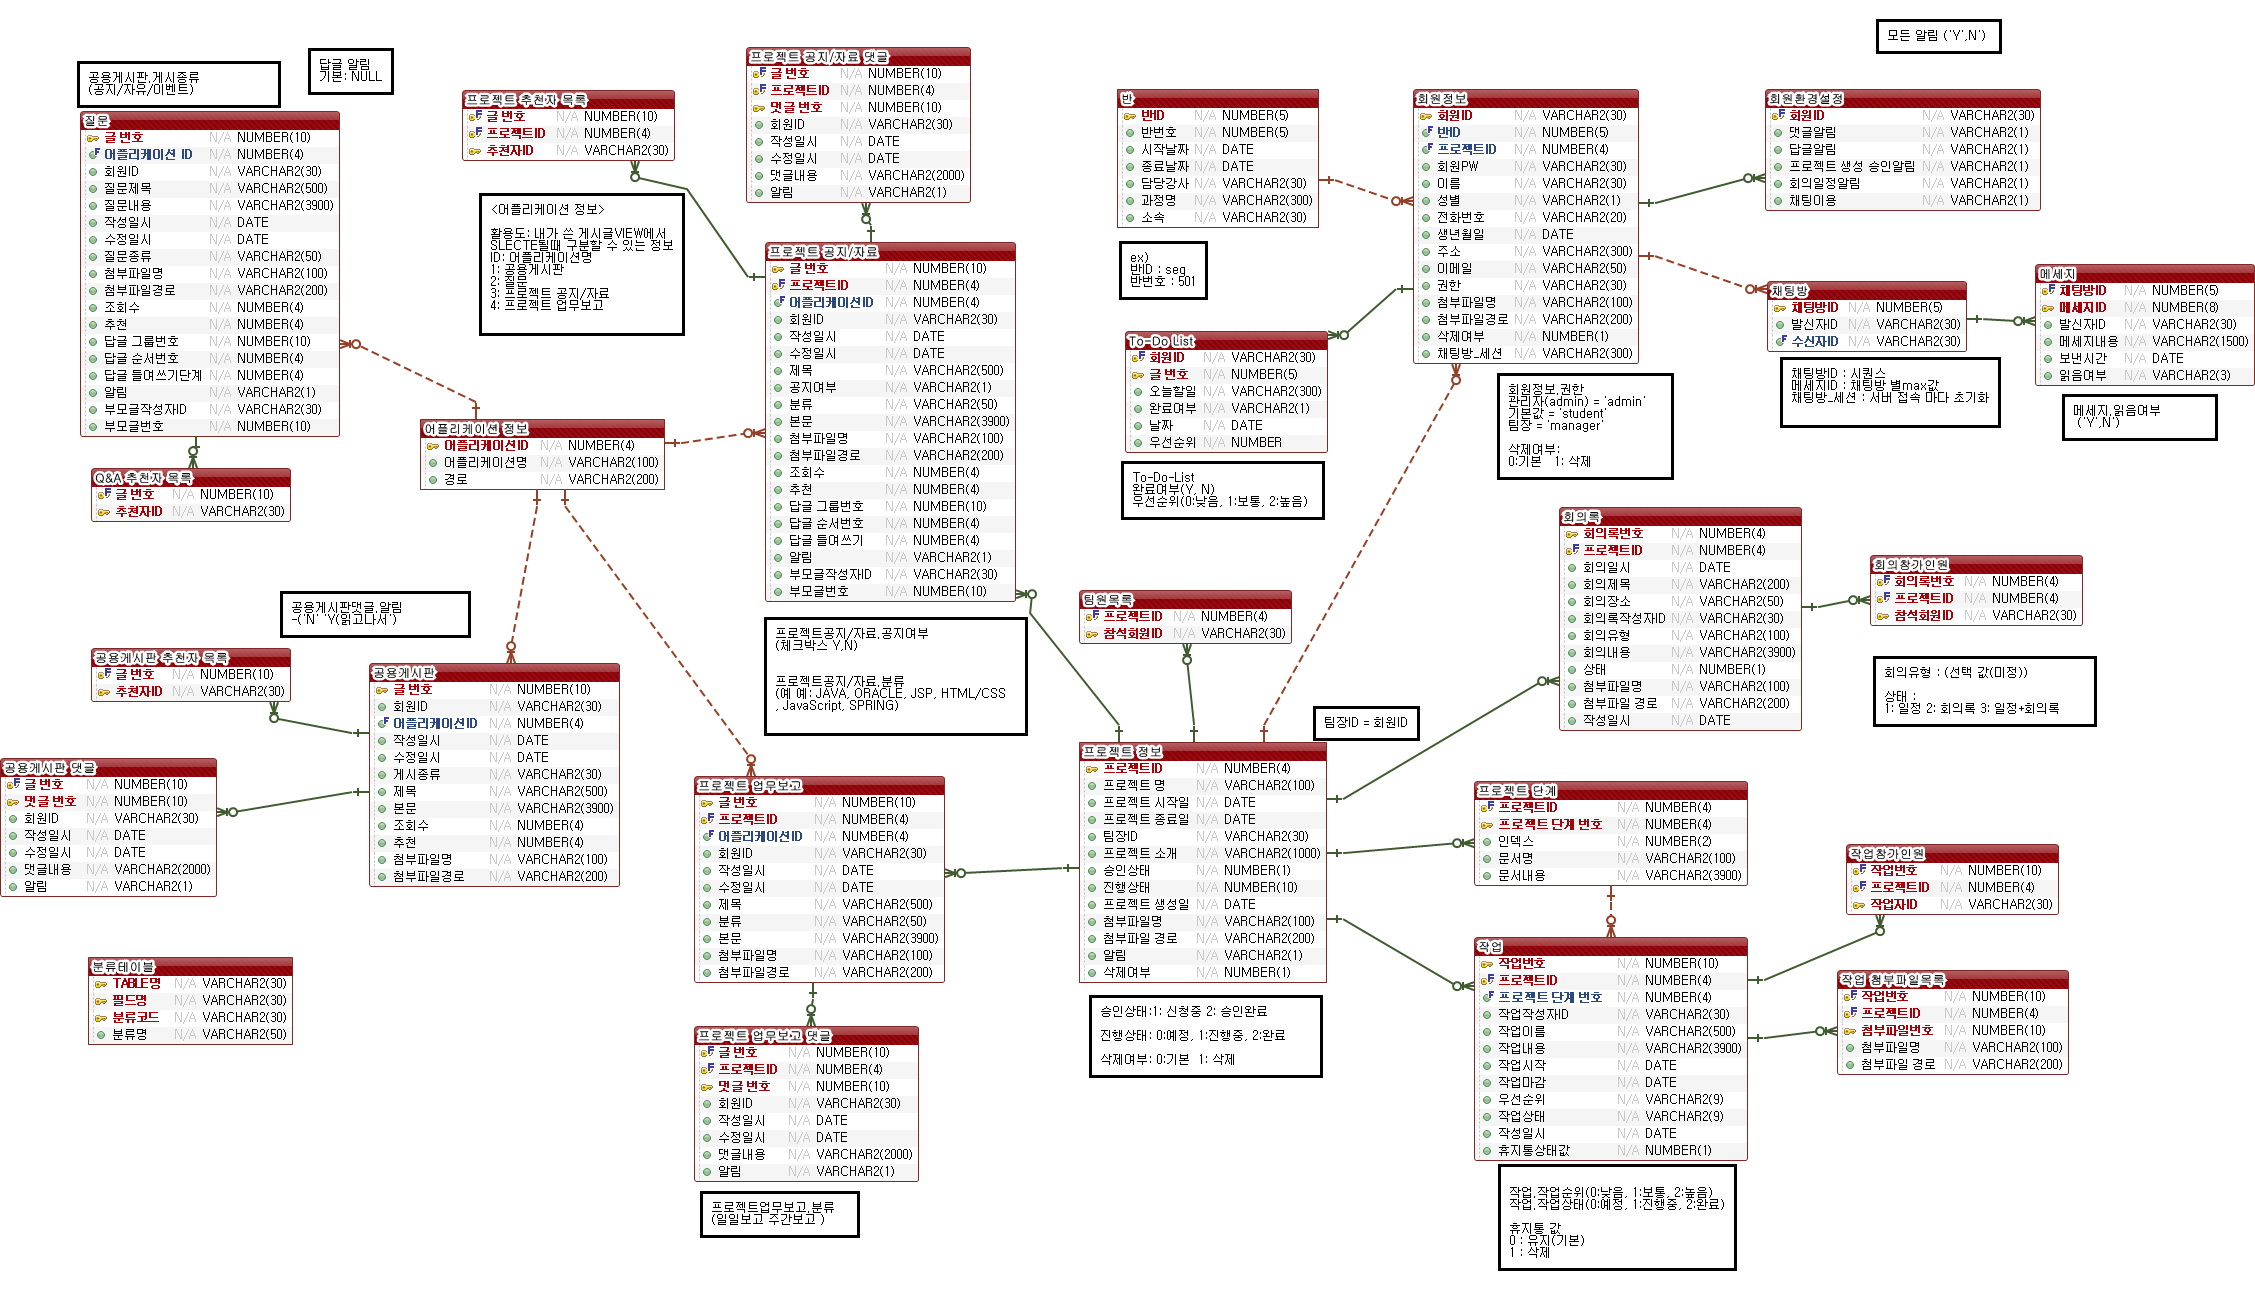 공용게시판.게시종류
(공지/자유/이벤트)
답글 알림
기본: NULL
질문
글 번호 N/A NUMBER(10)
어플리케이션 ID N/A NUMBER(4)
회원ID N/A VARCHAR2(30)
질문제목 N/A VARCHAR2(500)
질문내용 N/A VARCHAR2(3900)
작성일시 N/A DATE
수정일시 N/A DATE
질문종류 N/A VARCHAR2(50)
첨부파일명 N/A VARCHAR2(100)
첨부파일경로 N/A VARCHAR2(200)
조회수 N/A NUMBER(4)
추천 N/A NUMBER(4)
답글 그룹번호 N/A NUMBER(10)
답글 순서번호 N/A NUMBER(4)
답글 들여쓰기단계 N/A NUMBER(4)
알림 N/A VARCHAR2(1)
부모글작성자ID N/A VARCHAR2(30)
부모글번호 N/A NUMBER(10)
Q&A 추천자 목록
글 번호 N/A NUMBER(10)
추천자ID N/A VARCHAR2(30)
프로젝트 추천자 목록
글 번호 N/A NUMBER(10)
프로젝트ID N/A NUMBER(4)
추천자ID N/A VARCHAR2(30)
<어플리케이션 정보>
활용도: 내가 쓴 게시글VIEW에서
SLECTE될때 구분할 수 있는 정보
ID: 어플리케이션명
1: 공용게시판
2: 질문
3: 프로젝트 공지/자료
4: 프로젝트 업무보고
프로젝트 공지/자료 댓글
글 번호 N/A NUMBER(10)
프로젝트ID N/A NUMBER(4)
댓글 번호 N/A NUMBER(10)
회원ID N/A VARCHAR2(30)
작성일시 N/A DATE
수정일시 N/A DATE
댓글내용 N/A VARCHAR2(2000)
알림 N/A VARCHAR2(1)
프로젝트 공지/자료
글 번호 N/A NUMBER(10)
프로젝트ID N/A NUMBER(4)
어플리케이션ID N/A NUMBER(4)
회원ID N/A VARCHAR2(30)
작성일시 N/A DATE
수정일시 N/A DATE
제목 N/A VARCHAR2(500)
공지여부 N/A VARCHAR2(1)
분류 N/A VARCHAR2(50)
본문 N/A VARCHAR2(3900)
첨부파일명 N/A VARCHAR2(100)
첨부파일경로 N/A VARCHAR2(200)
조회수 N/A NUMBER(4)
추천 N/A NUMBER(4)
답글 그룹번호 N/A NUMBER(10)
답글 순서번호 N/A NUMBER(4)
답글 들여쓰기 N/A NUMBER(4)
알림 N/A VARCHAR2(1)
부모글작성자ID N/A VARCHAR2(30)
부모글번호 N/A NUMBER(10)
프로젝트공지/자료.공지여부
(체크박스 Y,N)
프로젝트공지/자료.분류
(예 예: JAVA, ORACLE, JSP, HTML/CSS
, JavaScript, SPRING)
어플리케이션 정보
어플리케이션ID N/A NUMBER(4)
어플리케이션명 N/A VARCHAR2(100)
경로 N/A VARCHAR2(200)
공용게시판댓글.알림
-('N' 'Y(읽고나서')
공용게시판 추천자 목록
글 번호 N/A NUMBER(10)
추천자ID N/A VARCHAR2(30)
공용게시판 댓글
글 번호 N/A NUMBER(10)
댓글 번호 N/A NUMBER(10)
회원ID N/A VARCHAR2(30)
작성일시 N/A DATE
수정일시 N/A DATE
댓글내용 N/A VARCHAR2(2000)
알림 N/A VARCHAR2(1)
공용게시판
글 번호 N/A NUMBER(10)
회원ID N/A VARCHAR2(30)
어플리케이션ID N/A NUMBER(4)
작성일시 N/A DATE
수정일시 N/A DATE
게시종류 N/A VARCHAR2(30)
제목 N/A VARCHAR2(500)
본문 N/A VARCHAR2(3900)
조회수 N/A NUMBER(4)
추천 N/A NUMBER(4)
첨부파일명 N/A VARCHAR2(100)
첨부파일경로 N/A VARCHAR2(200)
분류테이블
TABLE명 N/A VARCHAR2(30)
필드명 N/A VARCHAR2(30)
분류코드 N/A VARCHAR2(30)
분류명 N/A VARCHAR2(50)
프로젝트 업무보고
글 번호 N/A NUMBER(10)
프로젝트ID N/A NUMBER(4)
어플리케이션ID N/A NUMBER(4)
회원ID N/A VARCHAR2(30)
작성일시 N/A DATE
수정일시 N/A DATE
제목 N/A VARCHAR2(500)
분류 N/A VARCHAR2(50)
본문 N/A VARCHAR2(3900)
첨부파일명 N/A VARCHAR2(100)
첨부파일경로 N/A VARCHAR2(200)
프로젝트 업무보고 댓글
글 번호 N/A NUMBER(10)
프로젝트ID N/A NUMBER(4)
댓글 번호 N/A NUMBER(10)
회원ID N/A VARCHAR2(30)
작성일시 N/A DATE
수정일시 N/A DATE
댓글내용 N/A VARCHAR2(2000)
알림 N/A VARCHAR2(1)
프로젝트업무보고.분류
(일일보고 주간보고 )
반
반ID N/A NUMBER(5)
반번호 N/A NUMBER(5)
시작날짜 N/A DATE
종료날짜 N/A DATE
담당강사 N/A VARCHAR2(30)
과정명 N/A VARCHAR2(300)
소속 N/A VARCHAR2(30)
ex)
반ID : seq
반번호 : 501
To-Do List
회원ID N/A VARCHAR2(30)
글 번호 N/A NUMBER(5)
오늘할일 N/A VARCHAR2(300)
완료여부 N/A VARCHAR2(1)
날짜 N/A DATE
우선순위 N/A NUMBER
To-Do-List
완료여부(Y, N)
우선순위(0:낮음, 1:보통, 2:높음)
회원정보
회원ID N/A VARCHAR2(30)
반ID N/A NUMBER(5)
프로젝트ID N/A NUMBER(4)
회원PW N/A VARCHAR2(30)
이름 N/A VARCHAR2(30)
성별 N/A VARCHAR2(1)
전화번호 N/A VARCHAR2(20)
생년월일 N/A DATE
주소 N/A VARCHAR2(300)
이메일 N/A VARCHAR2(50)
권한 N/A VARCHAR2(30)
첨부파일명 N/A VARCHAR2(100)
첨부파일경로 N/A VARCHAR2(200)
삭제여부 N/A NUMBER(1)
채팅방_세션 N/A VARCHAR2(300)
회원정보.권한
관리자(admin) = 'admin'
기본값 = 'student'
팀장 = 'manager'
삭제여부:
0:기본 1: 삭제
모든 알림 ('Y',N')
회원환경설정
회원ID N/A VARCHAR2(30)
댓글알림 N/A VARCHAR2(1)
답글알림 N/A VARCHAR2(1)
프로젝트 생성 승인알림 N/A VARCHAR2(1)
회의일정알림 N/A VARCHAR2(1)
채팅이용 N/A VARCHAR2(1)
채팅방
채팅방ID N/A NUMBER(5)
발신자ID N/A VARCHAR2(30)
수신자ID N/A VARCHAR2(30)
채팅방ID : 시퀀스
메세지ID : 채팅방 별max값
채팅방_세션 : 서버 접속 마다 초기화
메세지
채팅방ID N/A NUMBER(5)
메세지ID N/A NUMBER(8)
발신자ID N/A VARCHAR2(30)
메세지내용 N/A VARCHAR2(1500)
보낸시간 N/A DATE
읽음여부 N/A VARCHAR2(3)
메세지.읽음여부
('Y',N')
팀원목록
프로젝트ID N/A NUMBER(4)
참석회원ID N/A VARCHAR2(30)
팀장ID = 회원ID
프로젝트 정보
프로젝트ID N/A NUMBER(4)
프로젝트 명 N/A VARCHAR2(100)
프로젝트 시작일 N/A DATE
프로젝트 종료일 N/A DATE
팀장ID N/A VARCHAR2(30)
프로젝트 소개 N/A VARCHAR2(1000)
승인상태 N/A NUMBER(1)
진행상태 N/A NUMBER(10)
프로젝트 생성일 N/A DATE
첨부파일명 N/A VARCHAR2(100)
첨부파일 경로 N/A VARCHAR2(200)
알림 N/A VARCHAR2(1)
삭제여부 N/A NUMBER(1)
승인상태:1: 신청중 2: 승인완료
진행상태: 0:예정, 1:진행중, 2:완료
삭제여부: 0:기본 1: 삭제
회의록
회의록번호 N/A NUMBER(4)
프로젝트ID N/A NUMBER(4)
회의일시 N/A DATE
회의제목 N/A VARCHAR2(200)
회의장소 N/A VARCHAR2(50)
회의록작성자ID N/A VARCHAR2(30)
회의유형 N/A VARCHAR2(100)
회의내용 N/A VARCHAR2(3900)
상태 N/A NUMBER(1)
첨부파일명 N/A VARCHAR2(100)
첨부파일 경로 N/A VARCHAR2(200)
작성일시 N/A DATE
회의참가인원
회의록번호 N/A NUMBER(4)
프로젝트ID N/A NUMBER(4)
참석회원ID N/A VARCHAR2(30)
회의유형 : (선택 값(미정))
상태 :
1: 일정 2: 회의록 3: 일정+회의록
프로젝트 단계
프로젝트ID N/A NUMBER(4)
프로젝트 단계 번호 N/A NUMBER(4)
인덱스 N/A NUMBER(2)
문서명 N/A VARCHAR2(100)
문서내용 N/A VARCHAR2(3900)
작업
작업번호 N/A NUMBER(10)
프로젝트ID N/A NUMBER(4)
프로젝트 단계 번호 N/A NUMBER(4)
작업작성자ID N/A VARCHAR2(30)
작업이름 N/A VARCHAR2(500)
작업내용 N/A VARCHAR2(3900)
작업시작 N/A DATE
작업마감 N/A DATE
우선순위 N/A VARCHAR2(9)
작업상태 N/A VARCHAR2(9)
작성일시 N/A DATE
휴지통상태값 N/A NUMBER(1)
작업.작업순위(0:낮음, 1:보통, 2:높음)
작업.작업상태(0:예정, 1:진행중, 2:완료)
휴지통 값
0 : 유지(기본)
1 : 삭제
작업참가인원
작업번호 N/A NUMBER(10)
프로젝트ID N/A NUMBER(4)
작업자ID N/A VARCHAR2(30)
작업 첨부파일목록
작업번호 N/A NUMBER(10)
프로젝트ID N/A NUMBER(4)
첨부파일번호 N/A NUMBER(10)
첨부파일명 N/A VARCHAR2(100)
첨부파일 경로 N/A VARCHAR2(200)